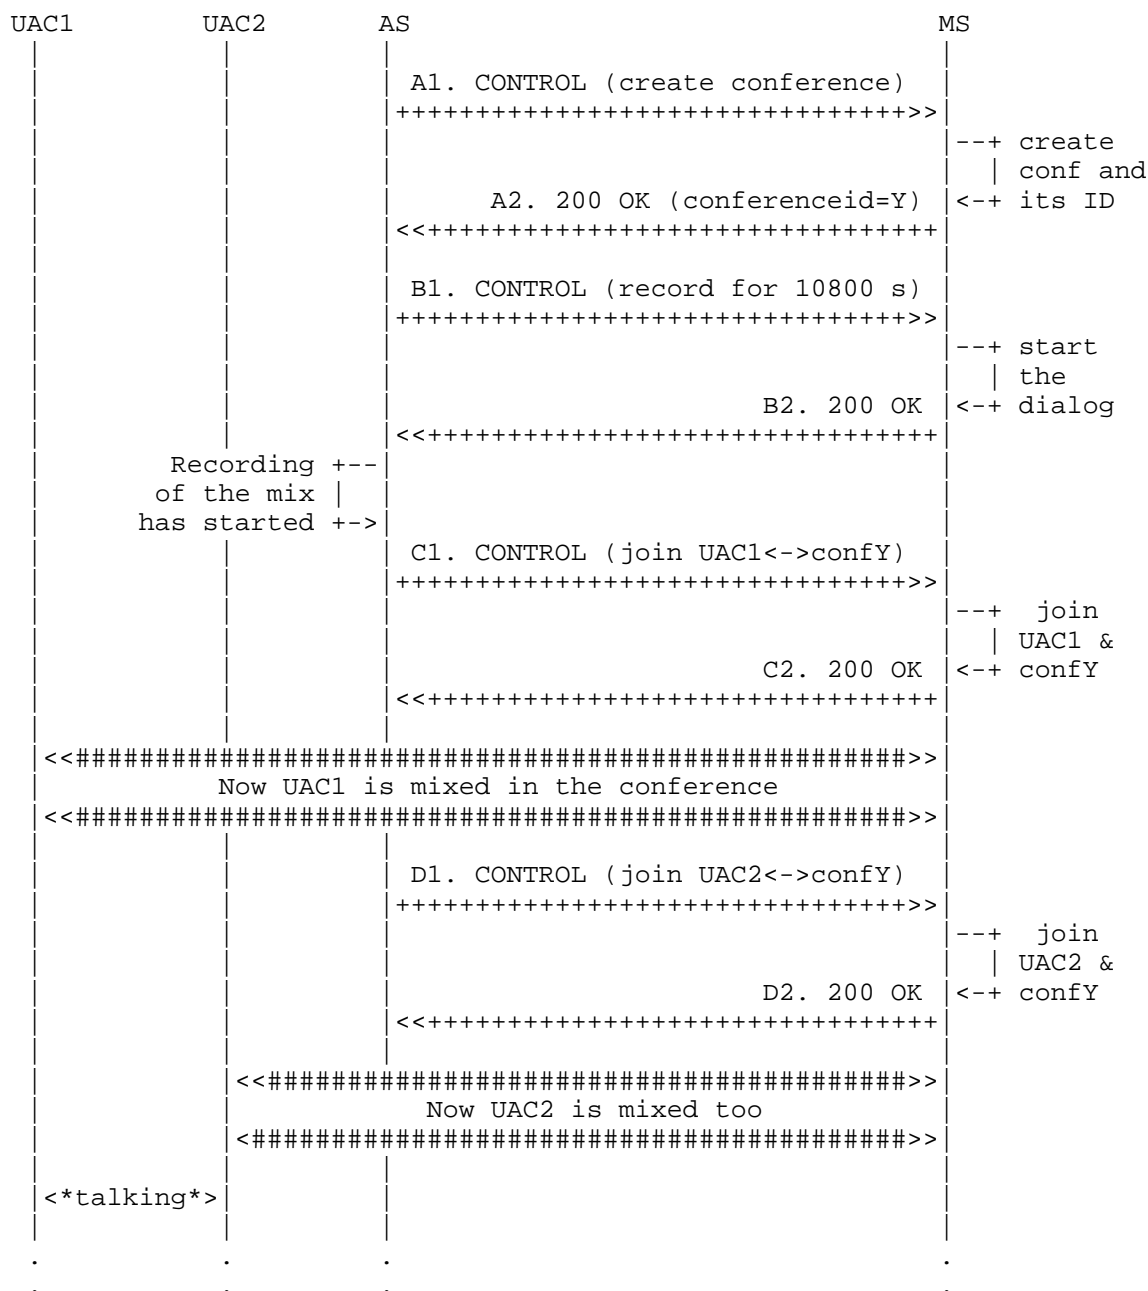 UAC1 UAC2 AS MS
A1. CONTROL (create conference)
+++++++++++++++++++++++++++++++>>
--+ create
| conf and
A2. 200 OK (conferenceid=Y) <-+ its ID
<<++++++++++++++++++++++++++++++++
B1. CONTROL (record for 10800 s)
+++++++++++++++++++++++++++++++>>
--+ start
| the
B2. 200 OK <-+ dialog
<<++++++++++++++++++++++++++++++++
Recording +--
of the mix |
has started +->
C1. CONTROL (join UAC1<->confY)
+++++++++++++++++++++++++++++++>>
--+ join
| UAC1 &
C2. 200 OK <-+ confY
<<++++++++++++++++++++++++++++++++
<<####################################################>>
Now UAC1 is mixed in the conference
<<####################################################>>
D1. CONTROL (join UAC2<->confY)
+++++++++++++++++++++++++++++++>>
--+ join
| UAC2 &
D2. 200 OK <-+ confY
<<++++++++++++++++++++++++++++++++
<<########################################>>
Now UAC2 is mixed too
<#########################################>>
<*talking*>
. . . .
. . . .